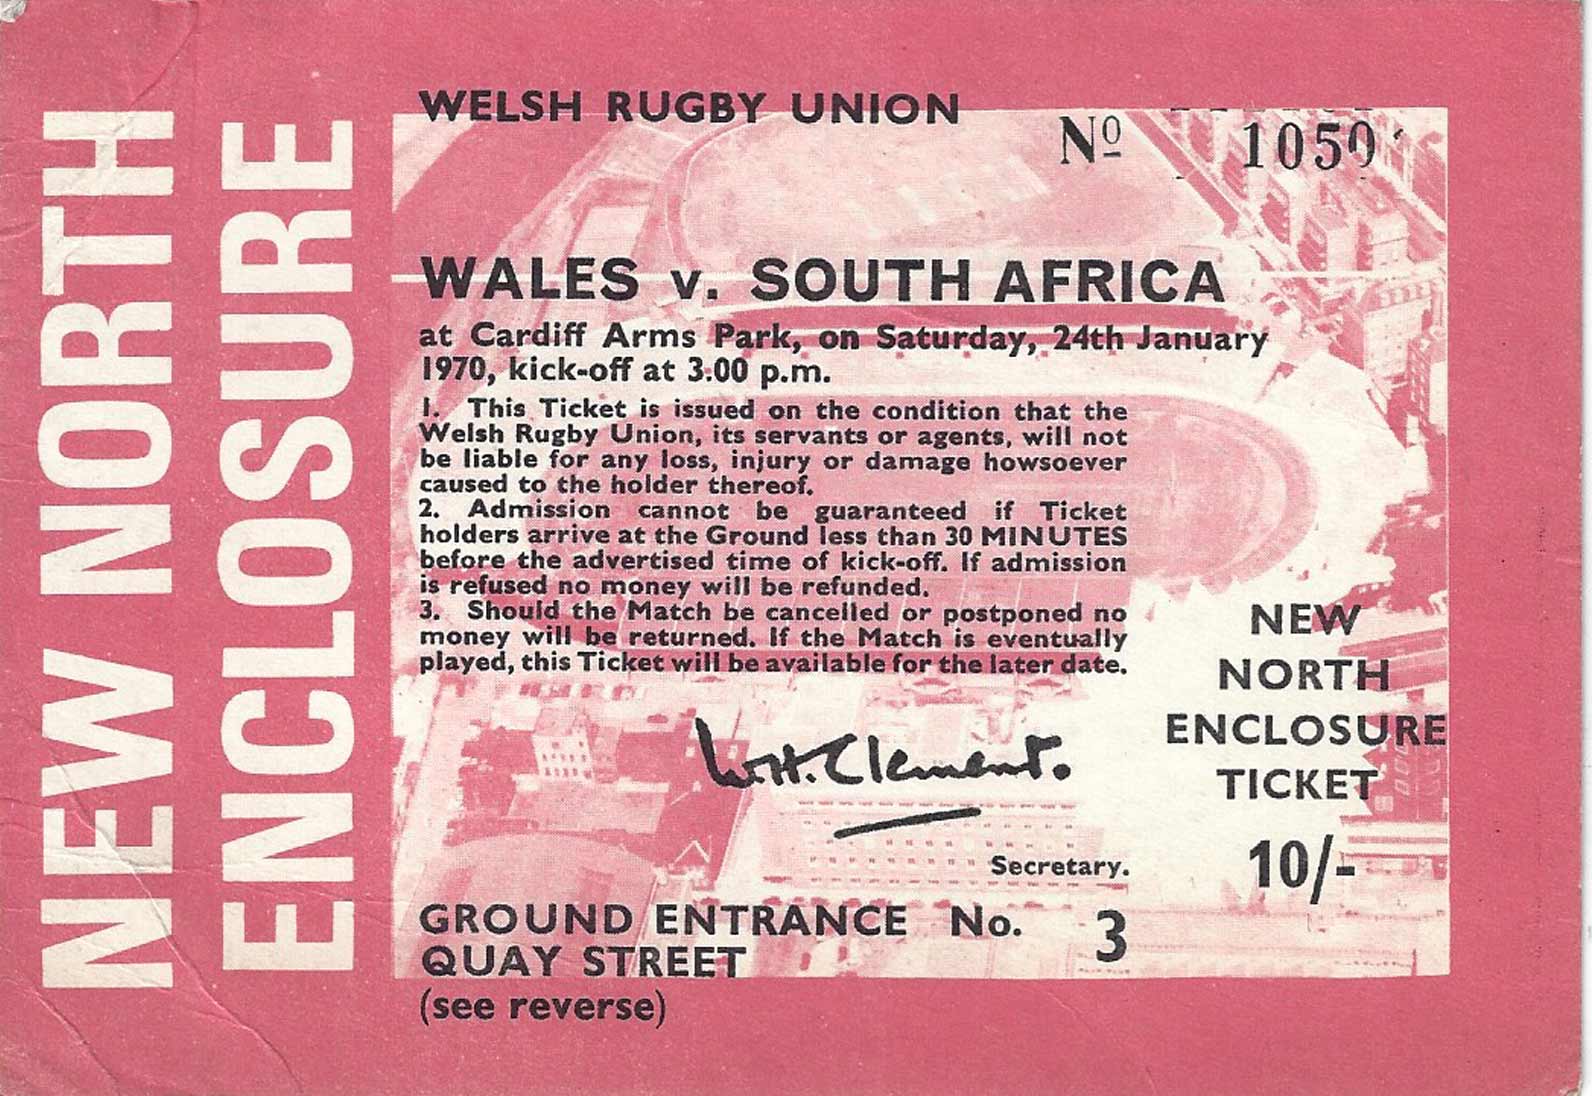 NEW NORTH
ENCLOSURE
WELSH RUGBY UNION
Nº 1050
WALES v. SOUTH AFRICA
at Cardiff Arms Park, on Saturday, 24th January
1970, kick-off at 3.00 p.m.
1. This Ticket is issued on the condition that the
Welsh Rugby Union, its servants or agents, will not
be liable for any loss, injury or damage howsoever
caused to the holder thereof.
2. Admission cannot be guaranteed if Ticket
holders arrive at the Ground less than 30 MINUTES
before the advertised time of kick-off. If admission
is refused no money will be refunded.
3. Should the Match be cancelled or postponed no
money will be returned. If the Match is eventually
played, this Ticket will be available for the later date.
W.H. Clement.
Secretary.
NEW
NORTH
ENCLOSURE
TICKET
10/-
GROUND ENTRANCE No. 3
QUAY STREET
(see reverse)